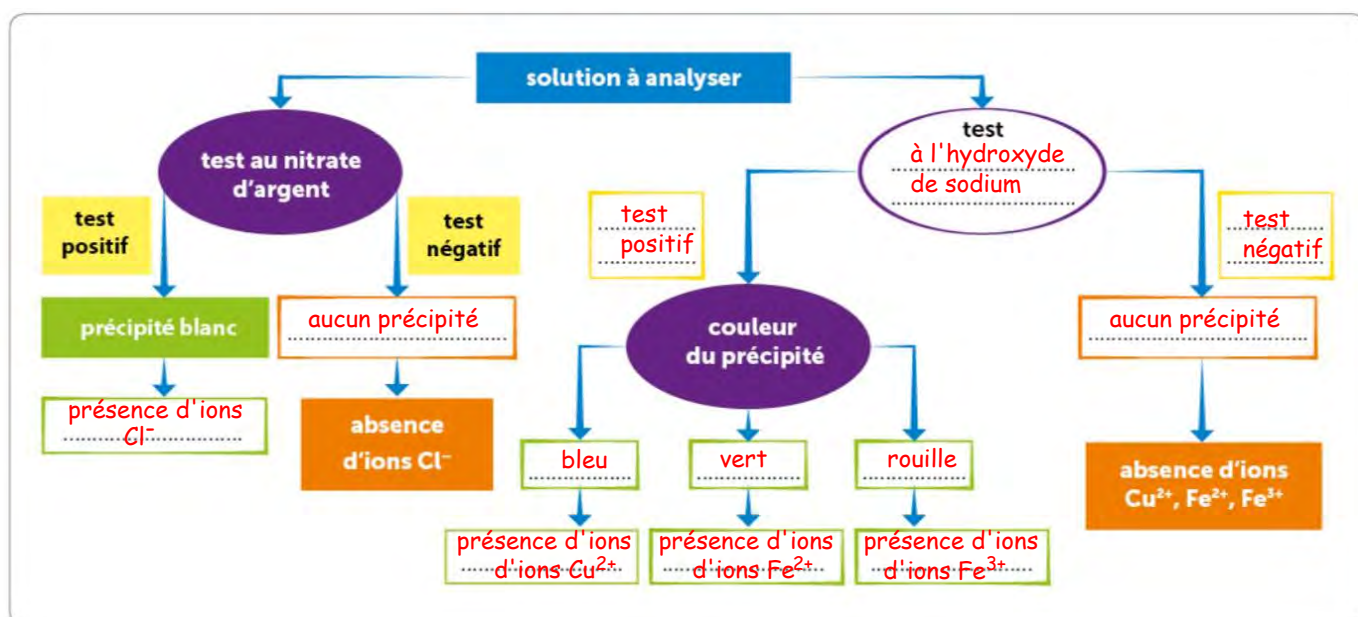 solution à analyser
test au nitrate
d'argent
test
à l'hydroxyde
de sodium
test
positif
test
négatif
test
positif
test
négatif
précipité blanc
aucun précipité
couleur
du précipité
aucun précipité
présence d'ions
Cl⁻
absence
d'ions Cl⁻
bleu
vert
rouille
absence d'ions
Cu²⁺, Fe²⁺, Fe³⁺
présence d'ions
d'ions Cu²⁺
présence d'ions
d'ions Fe²⁺
présence d'ions
d'ions Fe³⁺